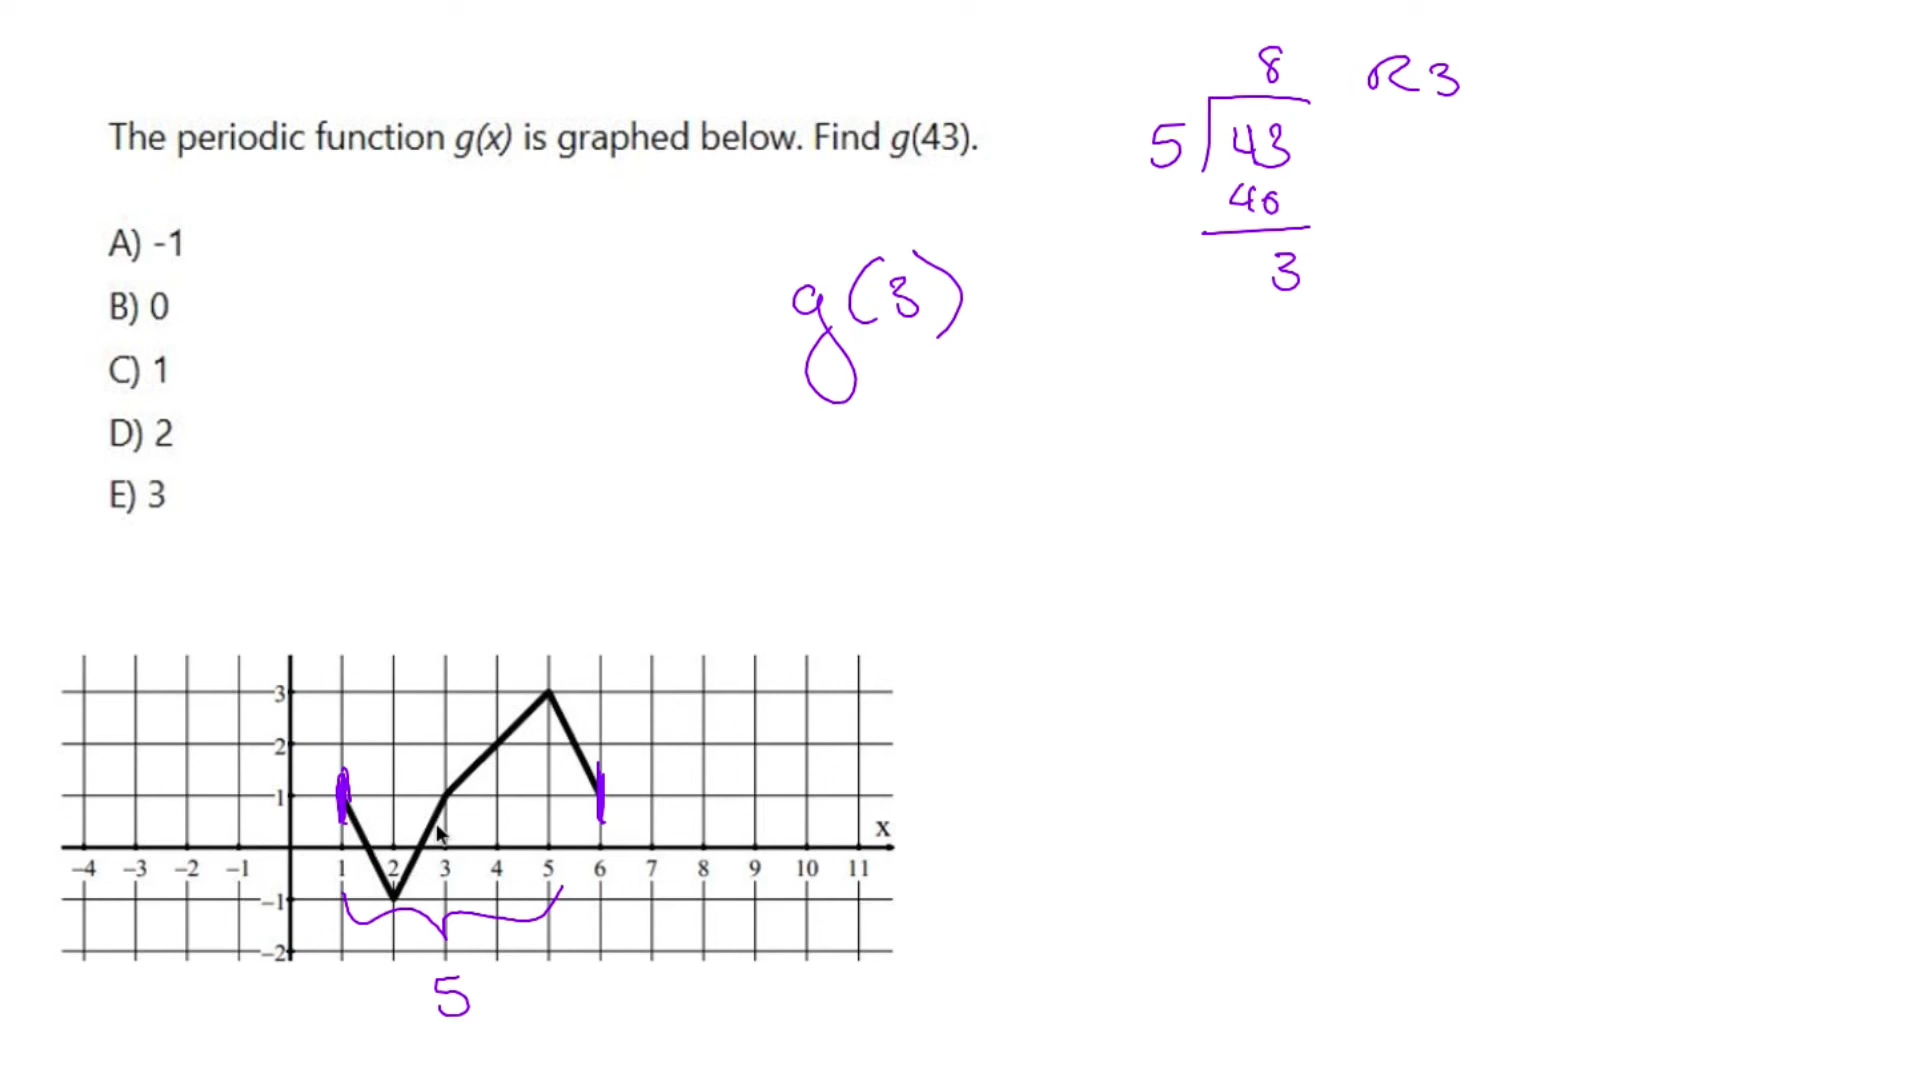 8 R3
The periodic function g(x) is graphed below. Find g(43).
5 43
40
3
A) -1
B) 0
C) 1
D) 2
E) 3
g(3)
3
2
1
x
-4 -3 -2 -1 1 2 3 4 5 6 7 8 9 10 11
-1
-2
5